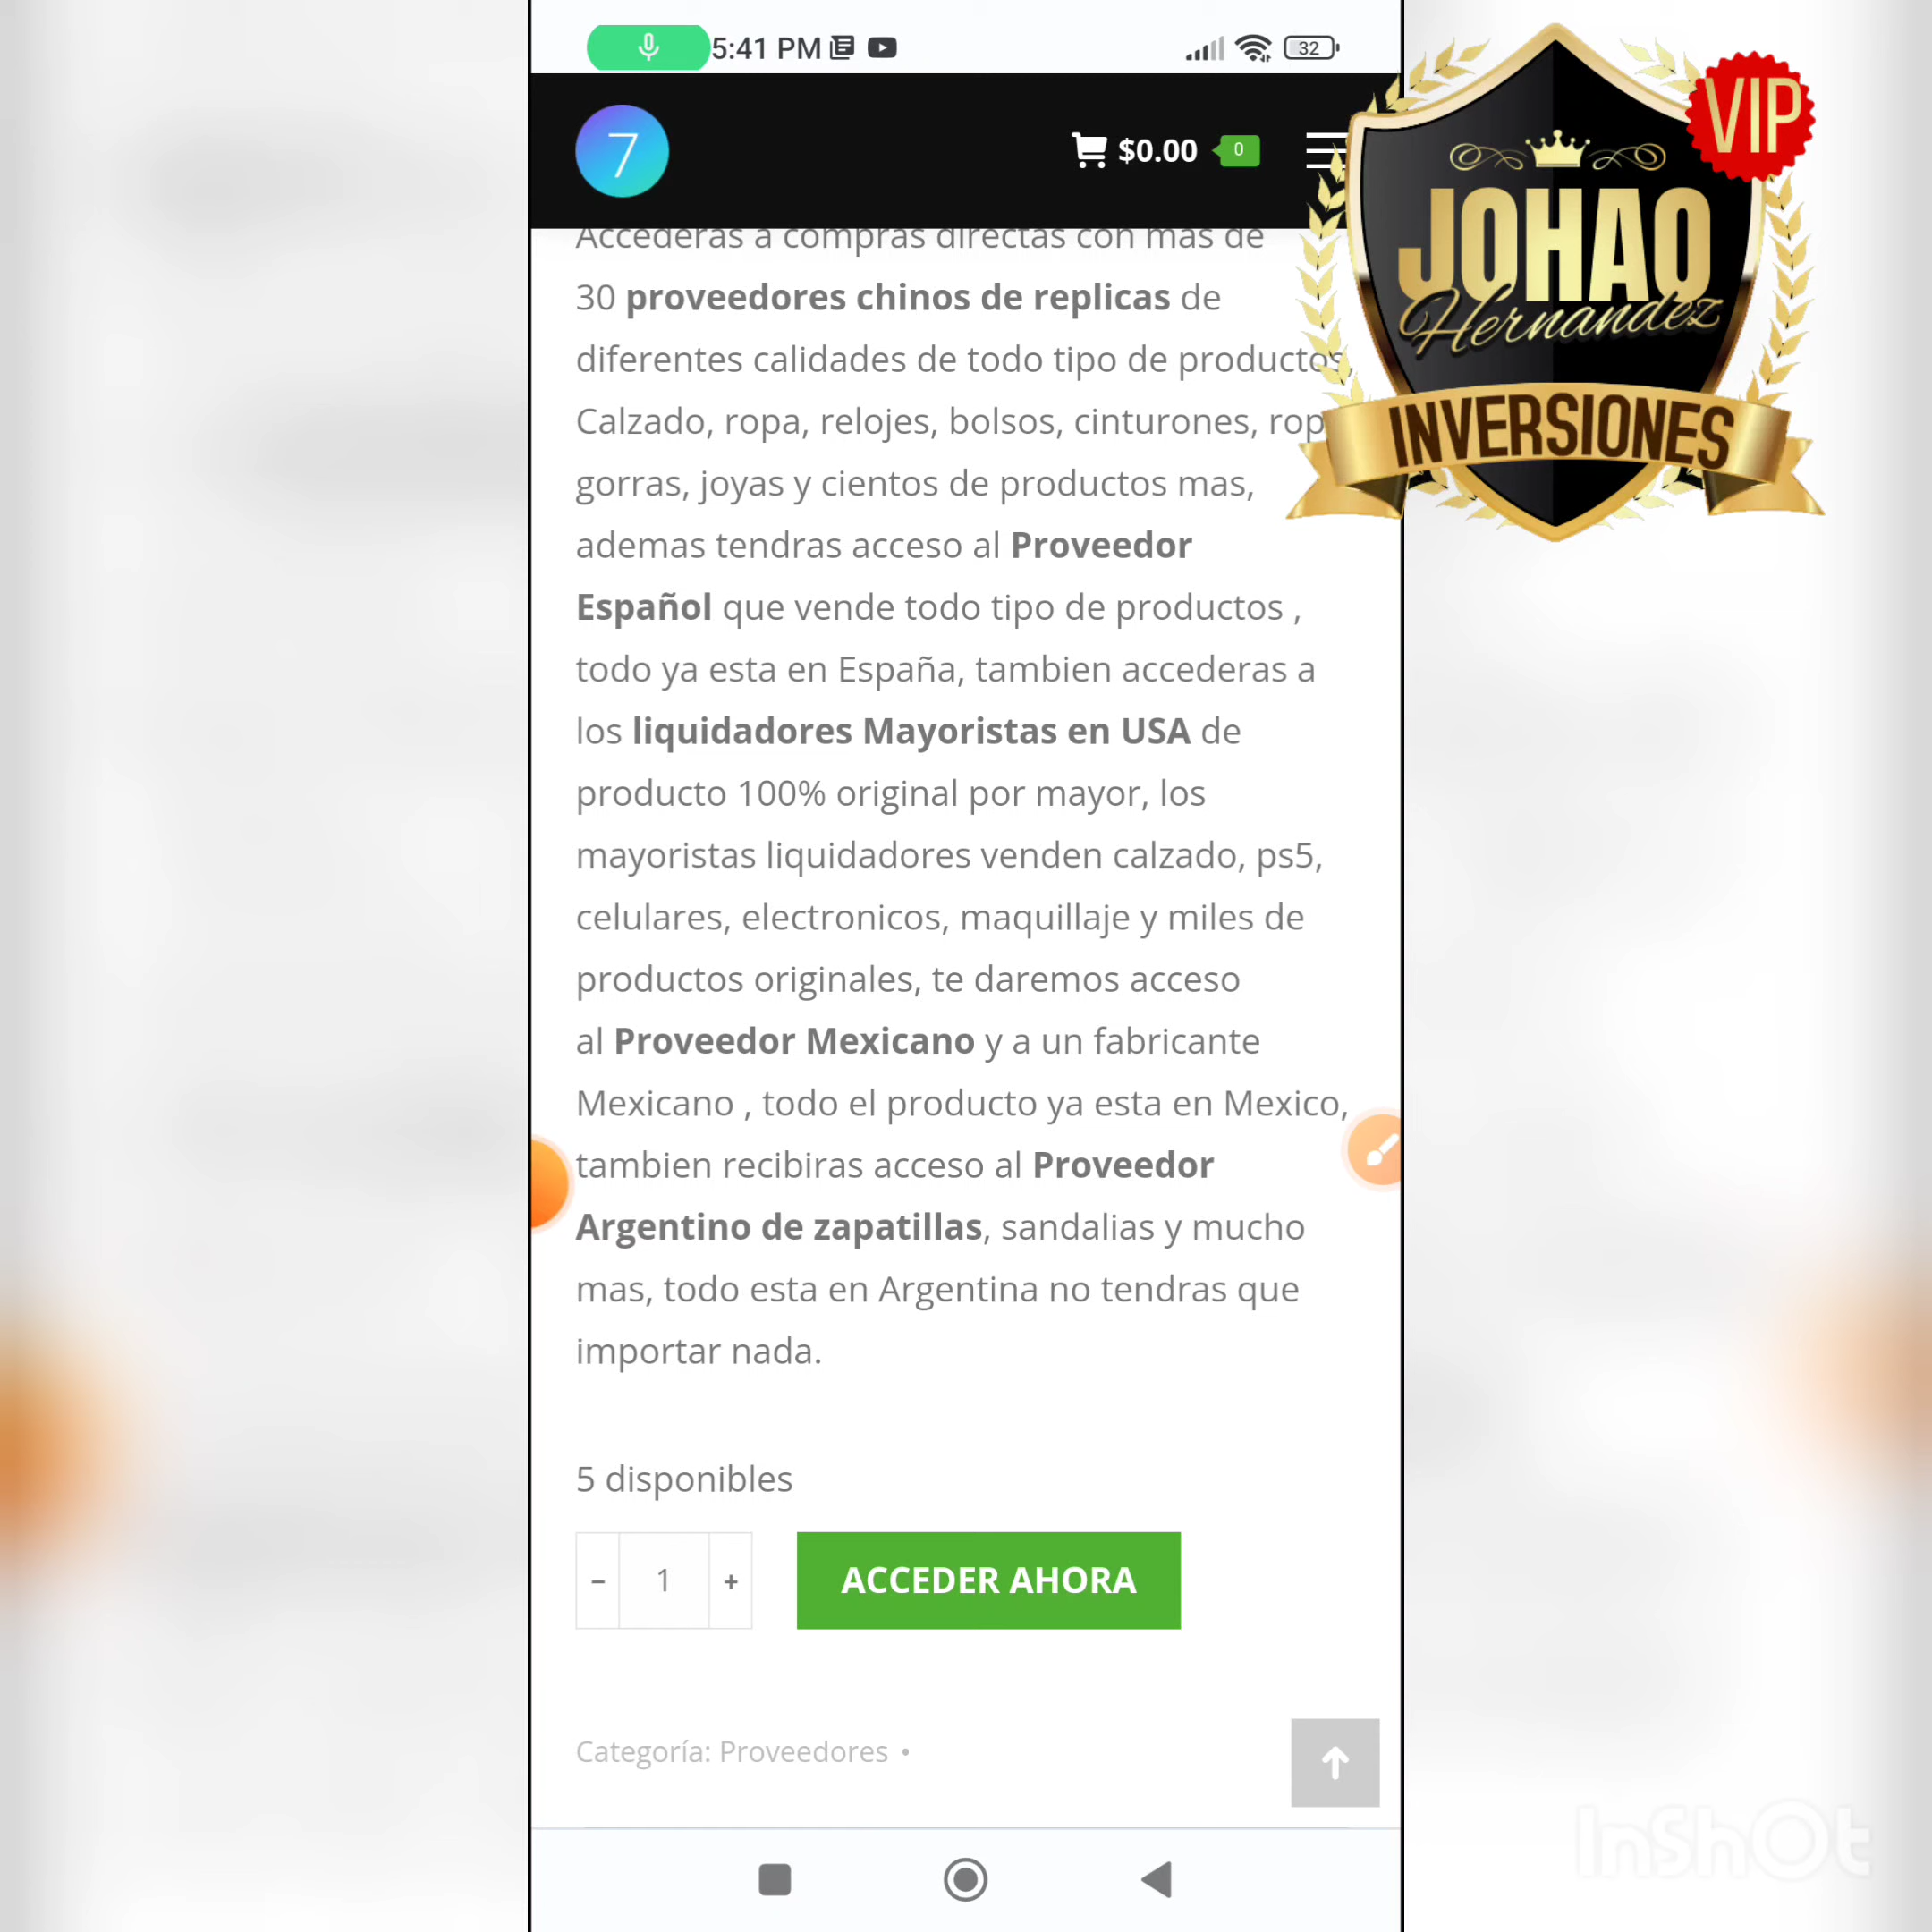 5:41 PM
32
7
$0.00
0
VIP
JOHAO
Hernandez
INVERSIONES
Accederas a compras directas con mas de
30 proveedores chinos de replicas de
diferentes calidades de todo tipo de productos,
Calzado, ropa, relojes, bolsos, cinturones, rop
gorras, joyas y cientos de productos mas,
ademas tendras acceso al Proveedor
Español que vende todo tipo de productos ,
todo ya esta en España, tambien accederas a
los liquidadores Mayoristas en USA de
producto 100% original por mayor, los
mayoristas liquidadores venden calzado, ps5,
celulares, electronicos, maquillaje y miles de
productos originales, te daremos acceso
al Proveedor Mexicano y a un fabricante
Mexicano , todo el producto ya esta en Mexico,
tambien recibiras acceso al Proveedor
Argentino de zapatillas, sandalias y mucho
mas, todo esta en Argentina no tendras que
importar nada.
5 disponibles
- 1 +
ACCEDER AHORA
Categoría: Proveedores •
InShOt